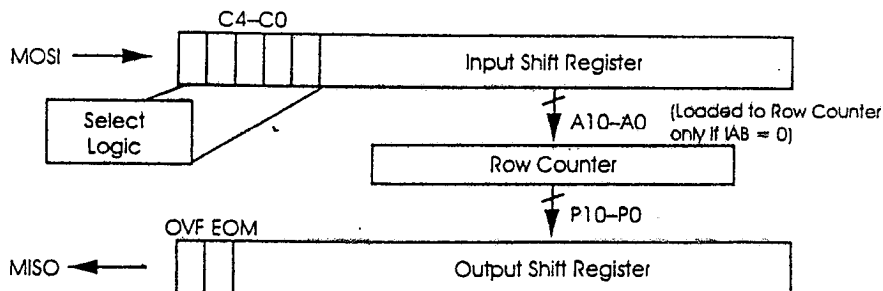 C4–C0
MOSI
Input Shift Register
Select
Logic
A10–A0
(Loaded to Row Counter
only if IAB = 0)
Row Counter
P10–P0
OVF EOM
MISO
Output Shift Register